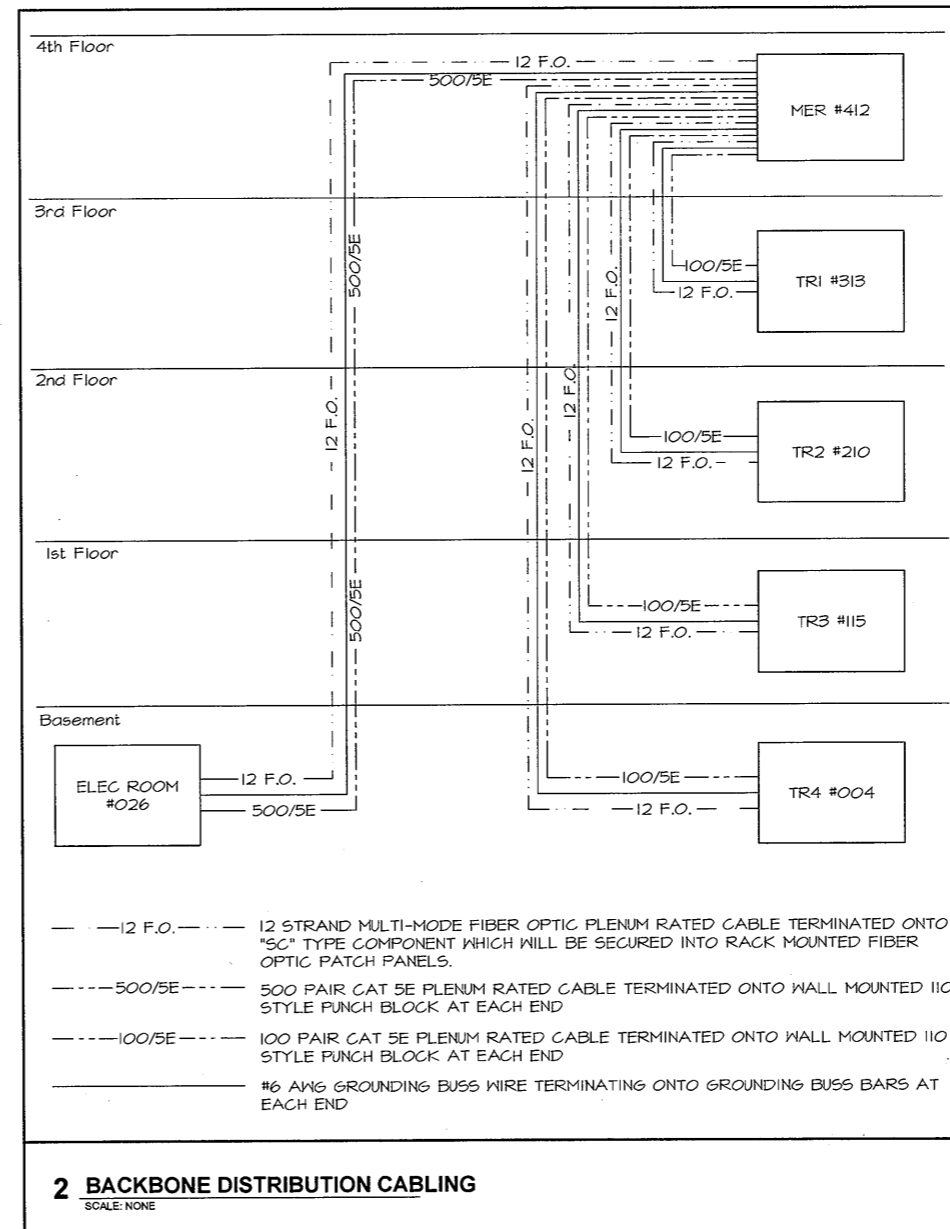 4th Floor
12 F.O.
500/5E
MER #412
3rd Floor
500/5E
12 F.O.
100/5E
12 F.O.
TR1 #313
2nd Floor
12 F.O.
12 F.O.
12 F.O.
100/5E
12 F.O.
TR2 #210
1st Floor
500/5E
100/5E
12 F.O.
TR3 #115
Basement
ELEC ROOM
#026
12 F.O.
500/5E
100/5E
12 F.O.
TR4 #004
12 F.O. 12 STRAND MULTI-MODE FIBER OPTIC PLENUM RATED CABLE TERMINATED ONTO
"SC" TYPE COMPONENT WHICH WILL BE SECURED INTO RACK MOUNTED FIBER
OPTIC PATCH PANELS.
500/5E 500 PAIR CAT 5E PLENUM RATED CABLE TERMINATED ONTO WALL MOUNTED 110
STYLE PUNCH BLOCK AT EACH END
100/5E 100 PAIR CAT 5E PLENUM RATED CABLE TERMINATED ONTO WALL MOUNTED 110
STYLE PUNCH BLOCK AT EACH END
#6 AWG GROUNDING BUSS WIRE TERMINATING ONTO GROUNDING BUSS BARS AT
EACH END
2 BACKBONE DISTRIBUTION CABLING
SCALE: NONE